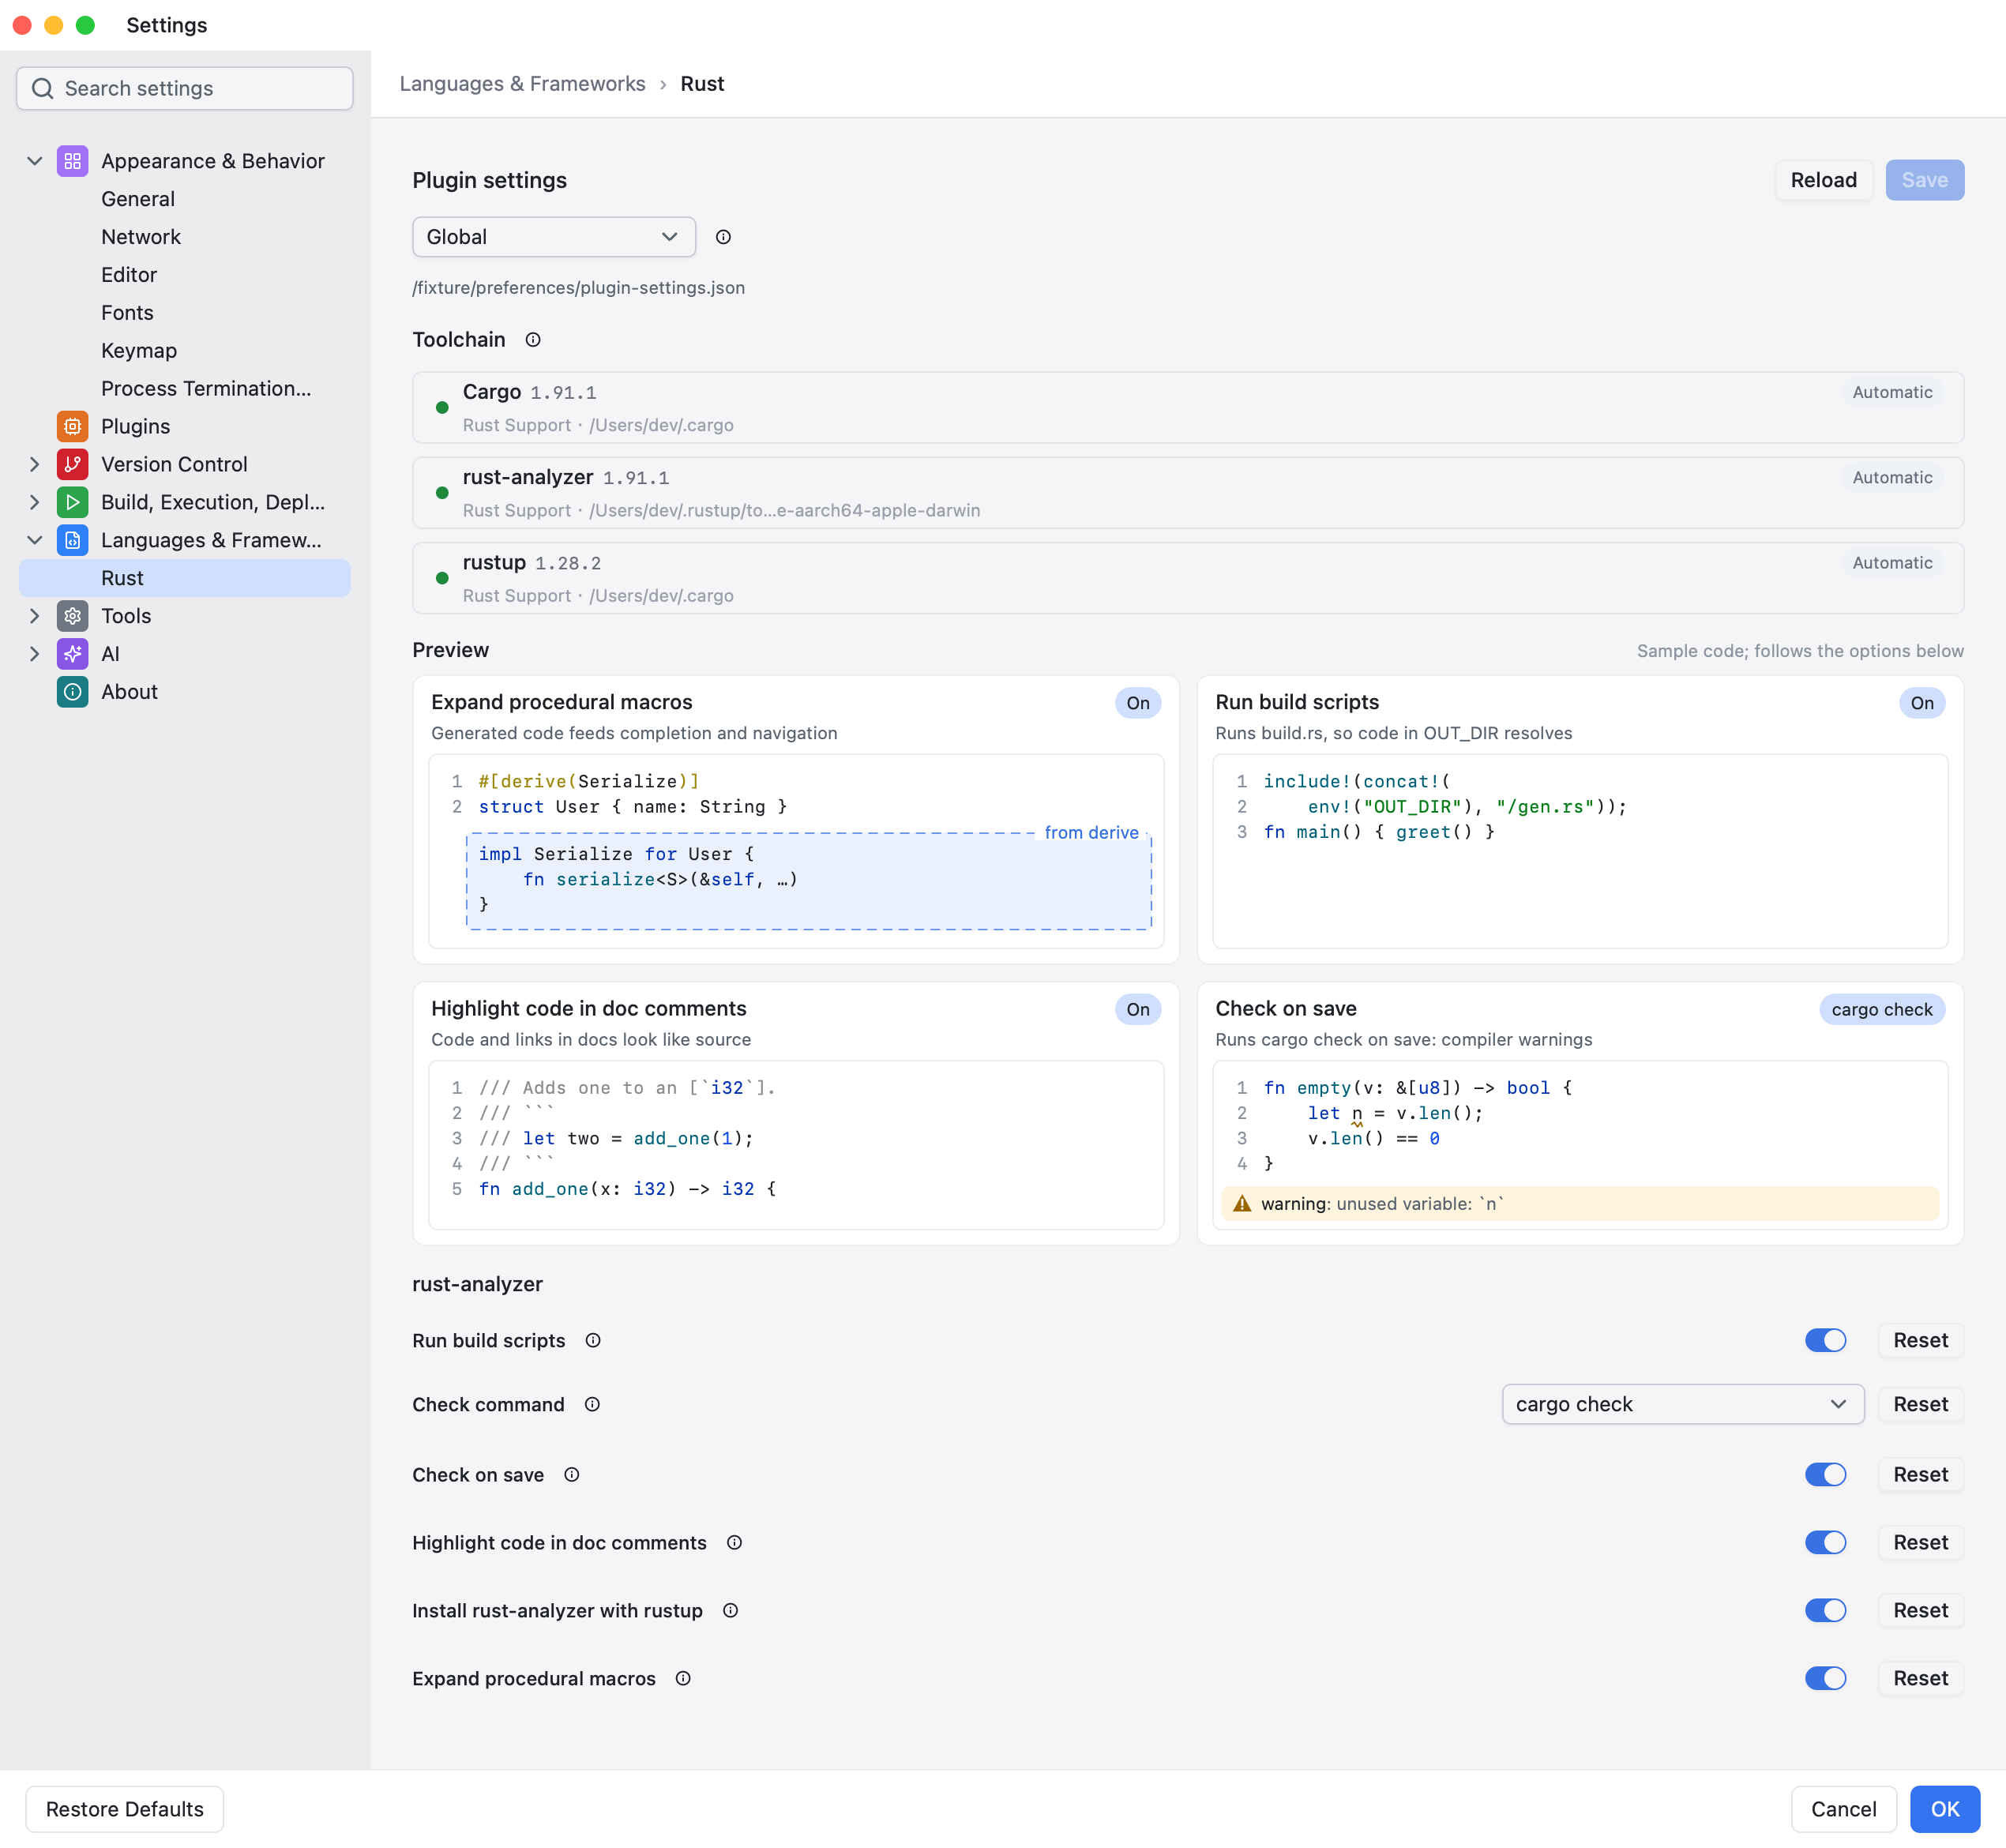 Settings
Search settings
Appearance & Behavior
General
Network
Editor
Fonts
Keymap
Process Termination...
Plugins
Version Control
Build, Execution, Depl...
Languages & Framew...
Rust
Tools
AI
About
Languages & Frameworks › Rust
Plugin settings
Reload
Save
Global
/fixture/preferences/plugin-settings.json
Toolchain
Cargo 1.91.1
Automatic
Rust Support · /Users/dev/.cargo
rust-analyzer 1.91.1
Automatic
Rust Support · /Users/dev/.rustup/to...e-aarch64-apple-darwin
rustup 1.28.2
Automatic
Rust Support · /Users/dev/.cargo
Preview
Sample code; follows the options below
Expand procedural macros
On
Generated code feeds completion and navigation
1 #[derive(Serialize)]
2 struct User { name: String }
from derive
impl Serialize for User {
    fn serialize<S>(&self, …)
}
Run build scripts
On
Runs build.rs, so code in OUT_DIR resolves
1 include!(concat!(
2     env!("OUT_DIR"), "/gen.rs"));
3 fn main() { greet() }
Highlight code in doc comments
On
Code and links in docs look like source
1 /// Adds one to an [`i32`].
2 /// ```
3 /// let two = add_one(1);
4 /// ```
5 fn add_one(x: i32) -> i32 {
Check on save
cargo check
Runs cargo check on save: compiler warnings
1 fn empty(v: &[u8]) -> bool {
2     let n = v.len();
3     v.len() == 0
4 }
warning: unused variable: `n`
rust-analyzer
Run build scripts
Reset
Check command
cargo check
Reset
Check on save
Reset
Highlight code in doc comments
Reset
Install rust-analyzer with rustup
Reset
Expand procedural macros
Reset
Restore Defaults
Cancel
OK